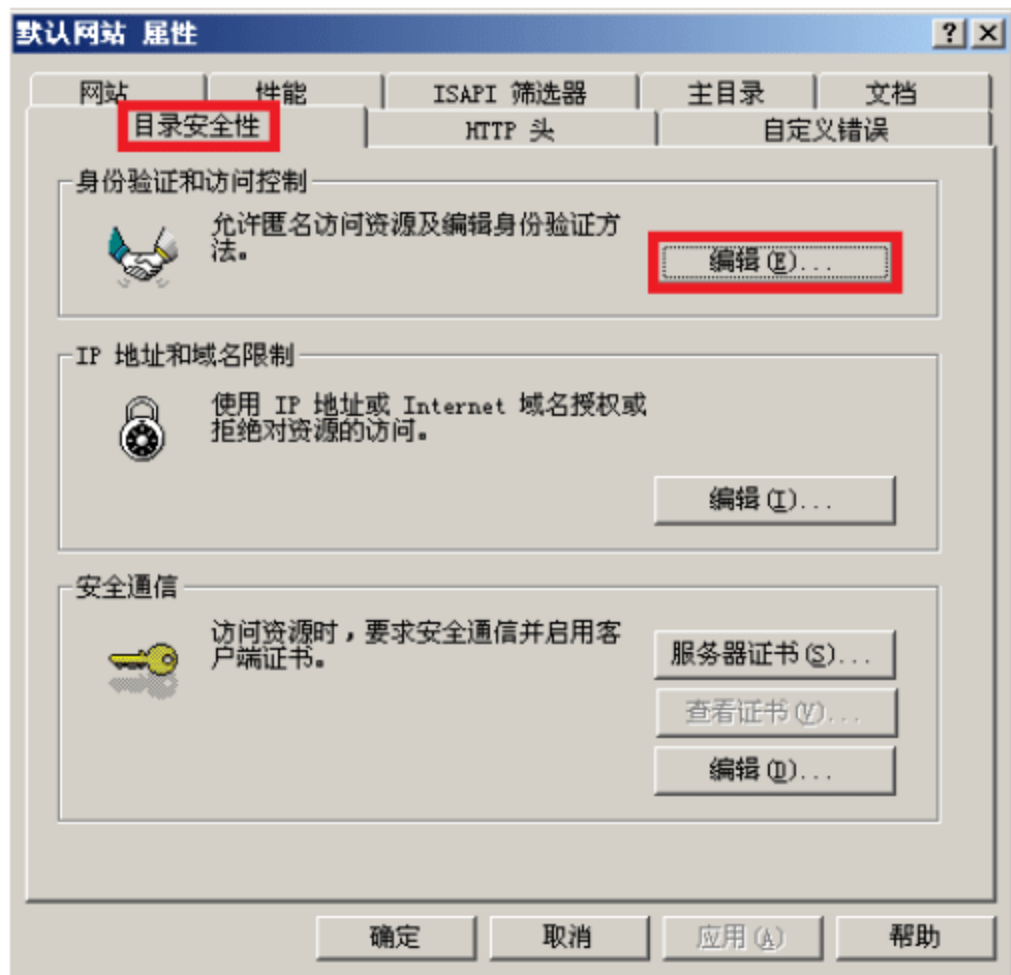 默认网站 属性
网站
性能
ISAPI 筛选器
主目录
文档
目录安全性
HTTP 头
自定义错误
身份验证和访问控制
允许匿名访问资源及编辑身份验证方
法。
编辑(E)...
IP 地址和域名限制
使用 IP 地址或 Internet 域名授权或
拒绝对资源的访问。
编辑(I)...
安全通信
访问资源时，要求安全通信并启用客
户端证书。
服务器证书(S)...
查看证书(V)...
编辑(D)...
确定
取消
应用(A)
帮助